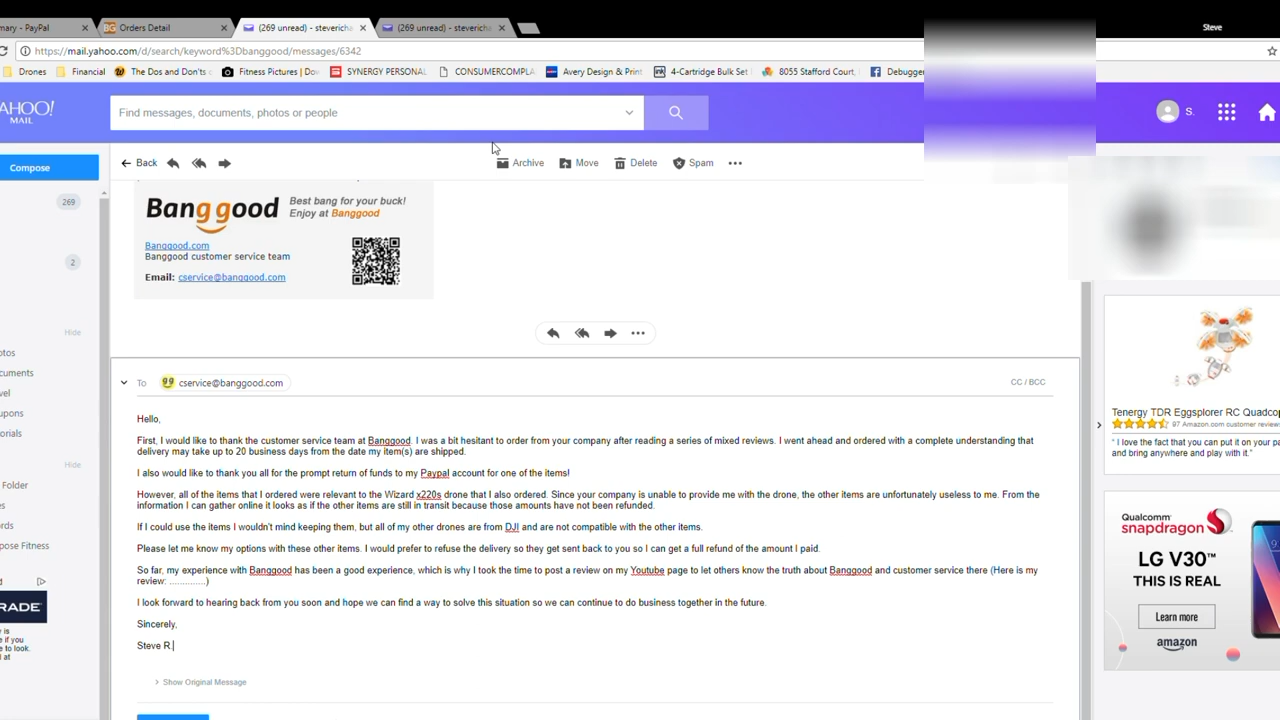 mary - PayPal
Orders Detail
(269 unread) - stevericha
(269 unread) - stevericha
Steve
https://mail.yahoo.com/d/search/keyword%3Dbanggood/messages/6342
Drones
Financial
The Dos and Don'ts o
Fitness Pictures | Do
SYNERGY PERSONAL
CONSUMERCOMPLA
Avery Design & Print
4-Cartridge Bulk Set
8055 Stafford Court,
Debugger
AHOO!
MAIL
Find messages, documents, photos or people
S.
Compose
Back
Archive
Move
Delete
Spam
269
2
Hide
otos
cuments
vel
upons
orials
Hide
Folder
es
rds
pose Fitness
Bang good
Best bang for your buck!
Enjoy at Banggood
Banggood.com
Banggood customer service team
Email: cservice@banggood.com
To
cservice@banggood.com
CC / BCC
Hello,
First, I would like to thank the customer service team at Banggood. I was a bit hesitant to order from your company after reading a series of mixed reviews. I went ahead and ordered with a complete understanding that
delivery may take up to 20 business days from the date my item(s) are shipped.
I also would like to thank you all for the prompt return of funds to my Paypal account for one of the items!
However, all of the items that I ordered were relevant to the Wizard x220s drone that I also ordered. Since your company is unable to provide me with the drone, the other items are unfortunately useless to me. From the
information I can gather online it looks as if the other items are still in transit because those amounts have not been refunded.
If I could use the items I wouldn't mind keeping them, but all of my other drones are from DJI and are not compatible with the other items.
Please let me know my options with these other items. I would prefer to refuse the delivery so they get sent back to you so I can get a full refund of the amount I paid.
So far, my experience with Banggood has been a good experience, which is why I took the time to post a review on my Youtube page to let others know the truth about Banggood and customer service there (Here is my
review: .............)
I look forward to hearing back from you soon and hope we can find a way to solve this situation so we can continue to do business together in the future.
Sincerely,
Steve R.
Show Original Message
RADE
e is
e if you
e to look.
d at
Tenergy TDR Eggsplorer RC Quadcop
97 Amazon.com customer reviews
" I love the fact that you can put it on your pa
and bring anywhere and play with it."
Qualcomm
snapdragon
LG V30™
THIS IS REAL
Learn more
amazon